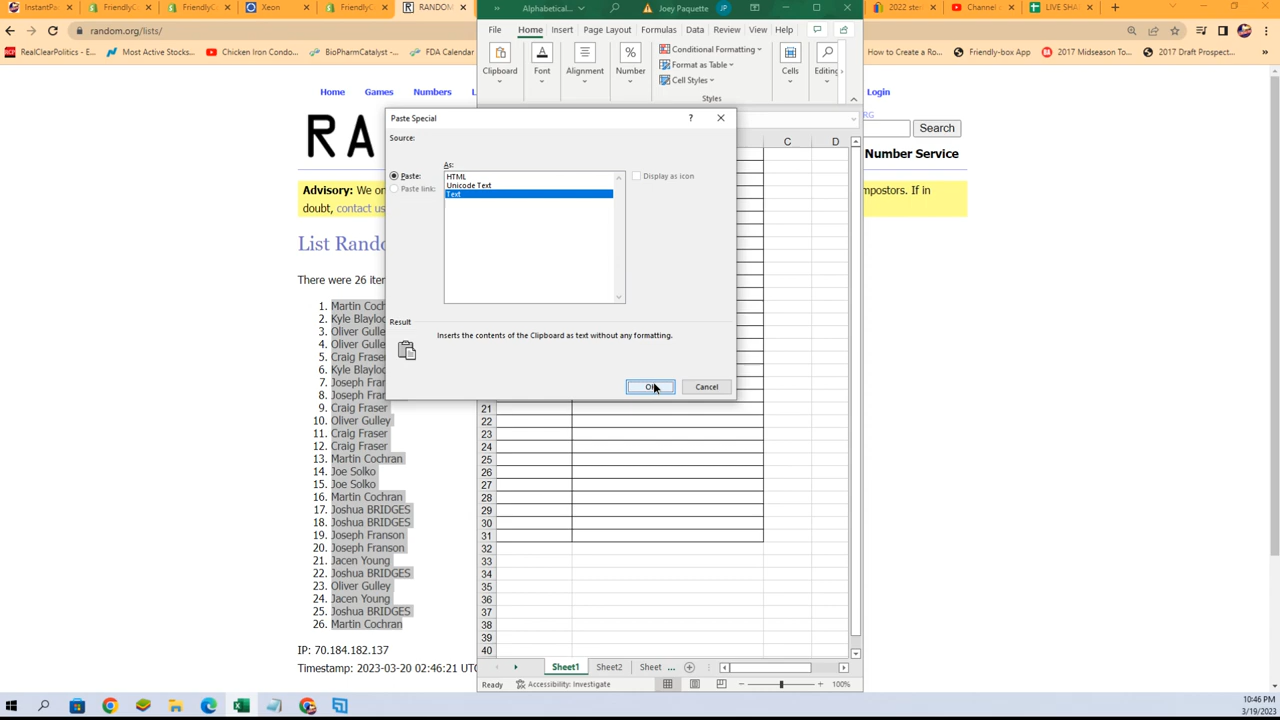 InstantPa
FriendlyC
FriendlyC
Xeon
FriendlyC
RANDOM
Alphabetical...
Joey Paquette
JP
2022 ster
Channel
LIVE SHA
random.org/lists/
RealClearPolitics - ...
Most Active Stocks...
Chicken Iron Condo...
BioPharmCatalyst -...
FDA Calendar
How to Create a Ro...
Friendly-box App
2017 Midseason To...
2017 Draft Prospect...
File Home Insert Page Layout Formulas Data Review View Help
Clipboard
Font
Alignment
Number
Conditional Formatting
Format as Table
Cell Styles
Styles
Cells
Editing
Home Games Numbers L
Login
RG
Search
RA
Number Service
Advisory: We on
impostors. If in
doubt, contact us
List Rando
There were 26 iter
1. Martin Coch
2. Kyle Blayloc
3. Oliver Gulle
4. Oliver Gulle
5. Craig Fraser
6. Kyle Blayloc
7. Joseph Fran
8. Joseph Fra
9. Craig Fraser
10. Oliver Gulley
11. Craig Fraser
12. Craig Fraser
13. Martin Cochran
14. Joe Solko
15. Joe Solko
16. Martin Cochran
17. Joshua BRIDGES
18. Joshua BRIDGES
19. Joseph Franson
20. Joseph Franson
21. Jacen Young
22. Joshua BRIDGES
23. Oliver Gulley
24. Jacen Young
25. Joshua BRIDGES
26. Martin Cochran
IP: 70.184.182.137
Timestamp: 2023-03-20 02:46:21 UTC
Paste Special
?
Source:
As:
Paste:
Paste link:
HTML
Unicode Text
Text
Display as icon
Result
Inserts the contents of the Clipboard as text without any formatting.
OK
Cancel
C D
21
22
23
24
25
26
27
28
29
30
31
32
33
34
35
36
37
38
39
40
Sheet1 Sheet2 Sheet ...
Ready
Accessibility: Investigate
100%
10:46 PM
3/19/2023